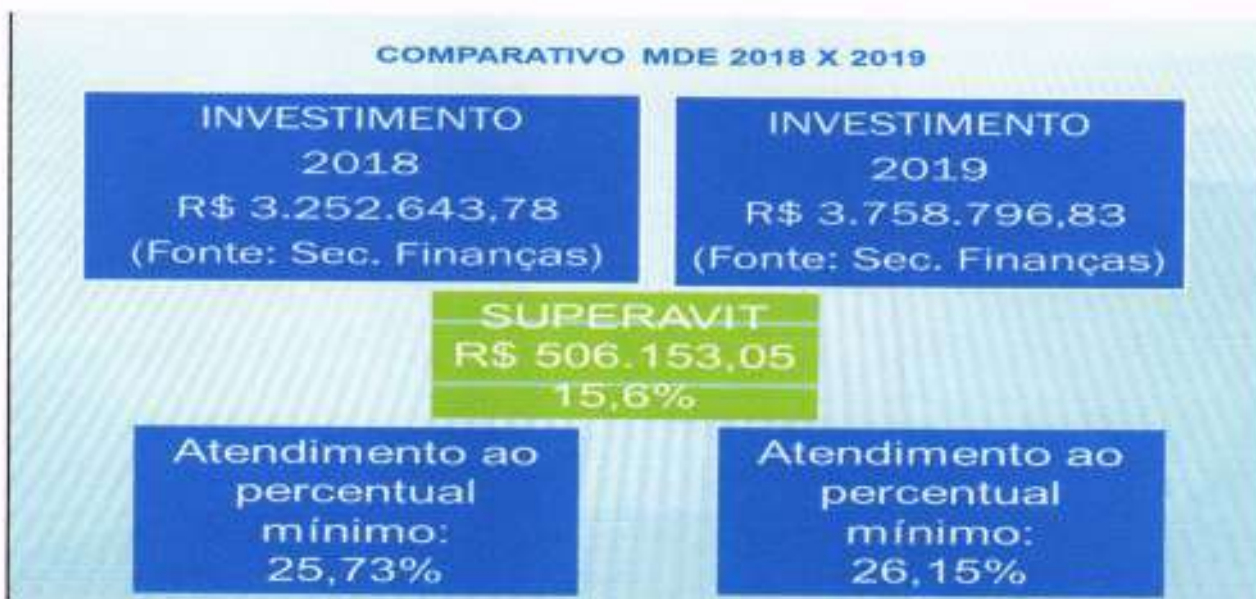 COMPARATIVO MDE 2018 X 2019
INVESTIMENTO
2018
R$ 3.252.643,78
(Fonte: Sec. Finanças)
INVESTIMENTO
2019
R$ 3.758.796,83
(Fonte: Sec. Finanças)
SUPERAVIT
R$ 506.153,05
15,6%
Atendimento ao
percentual
mínimo:
25,73%
Atendimento ao
percentual
mínimo:
26,15%